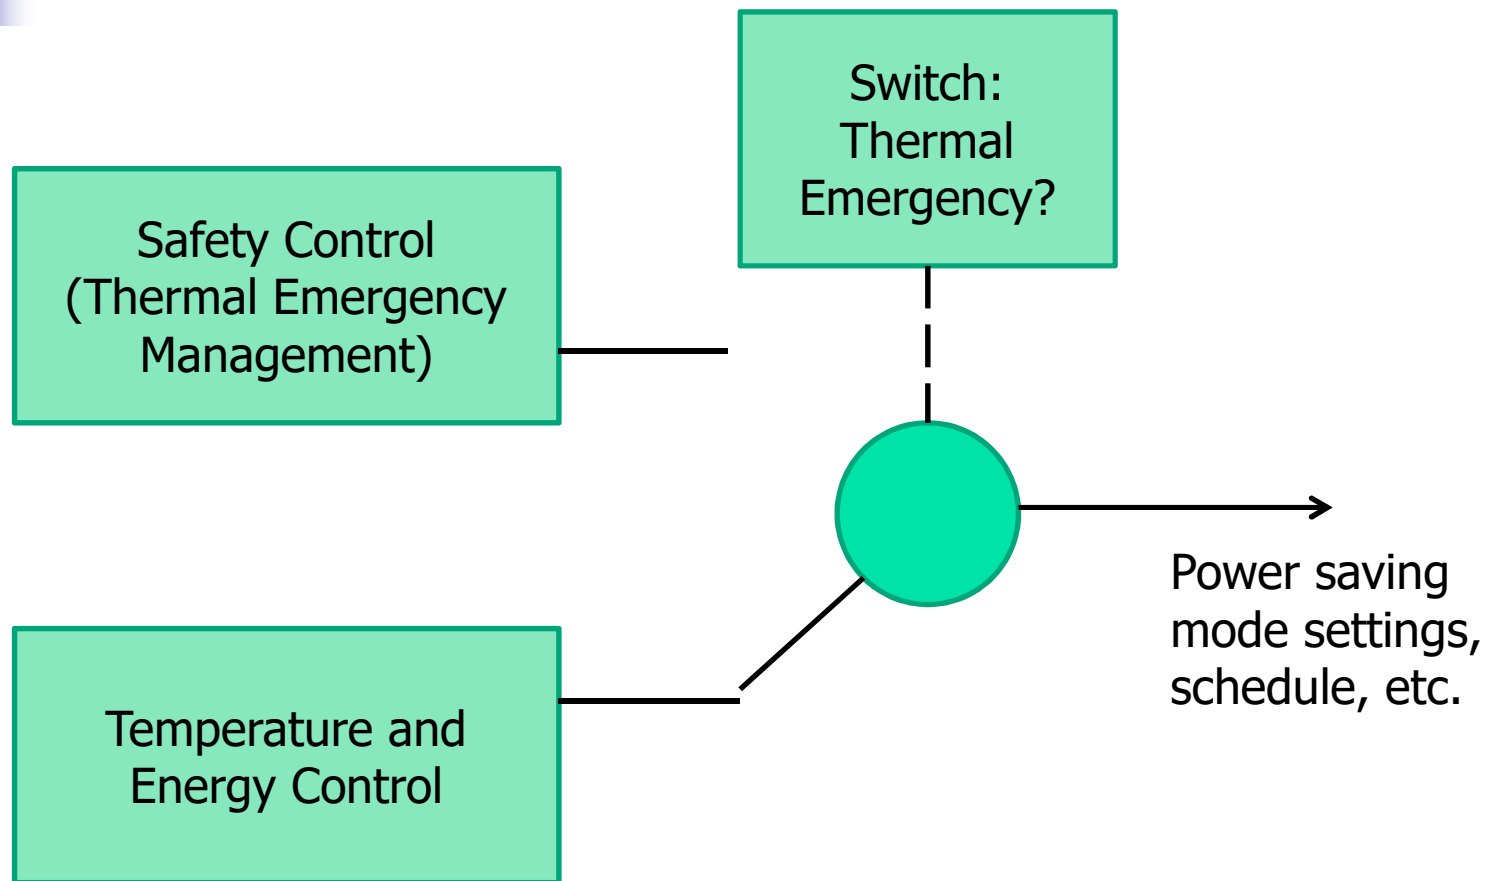 Switch:
Thermal
Emergency?
Safety Control
(Thermal Emergency
Management)
Power saving
mode settings,
schedule, etc.
Temperature and
Energy Control